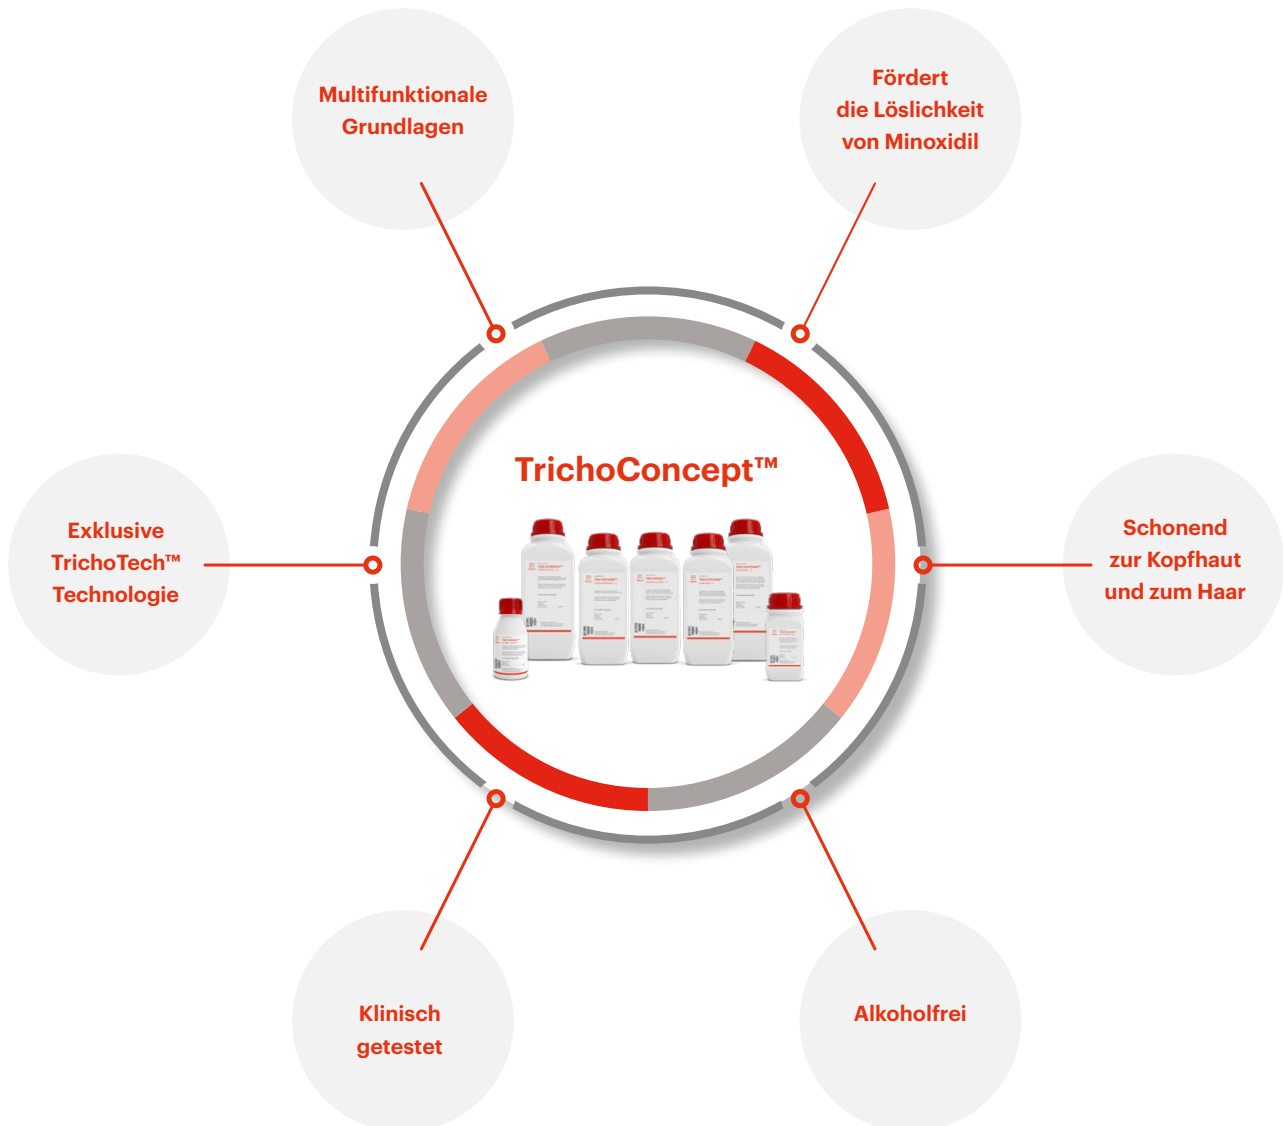 Multifunktionale
Grundlagen
Fördert
die Löslichkeit
von Minoxidil
TrichoConcept™
Exklusive
TrichoTech™
Technologie
Schonend
zur Kopfhaut
und zum Haar
Klinisch
getestet
Alkoholfrei